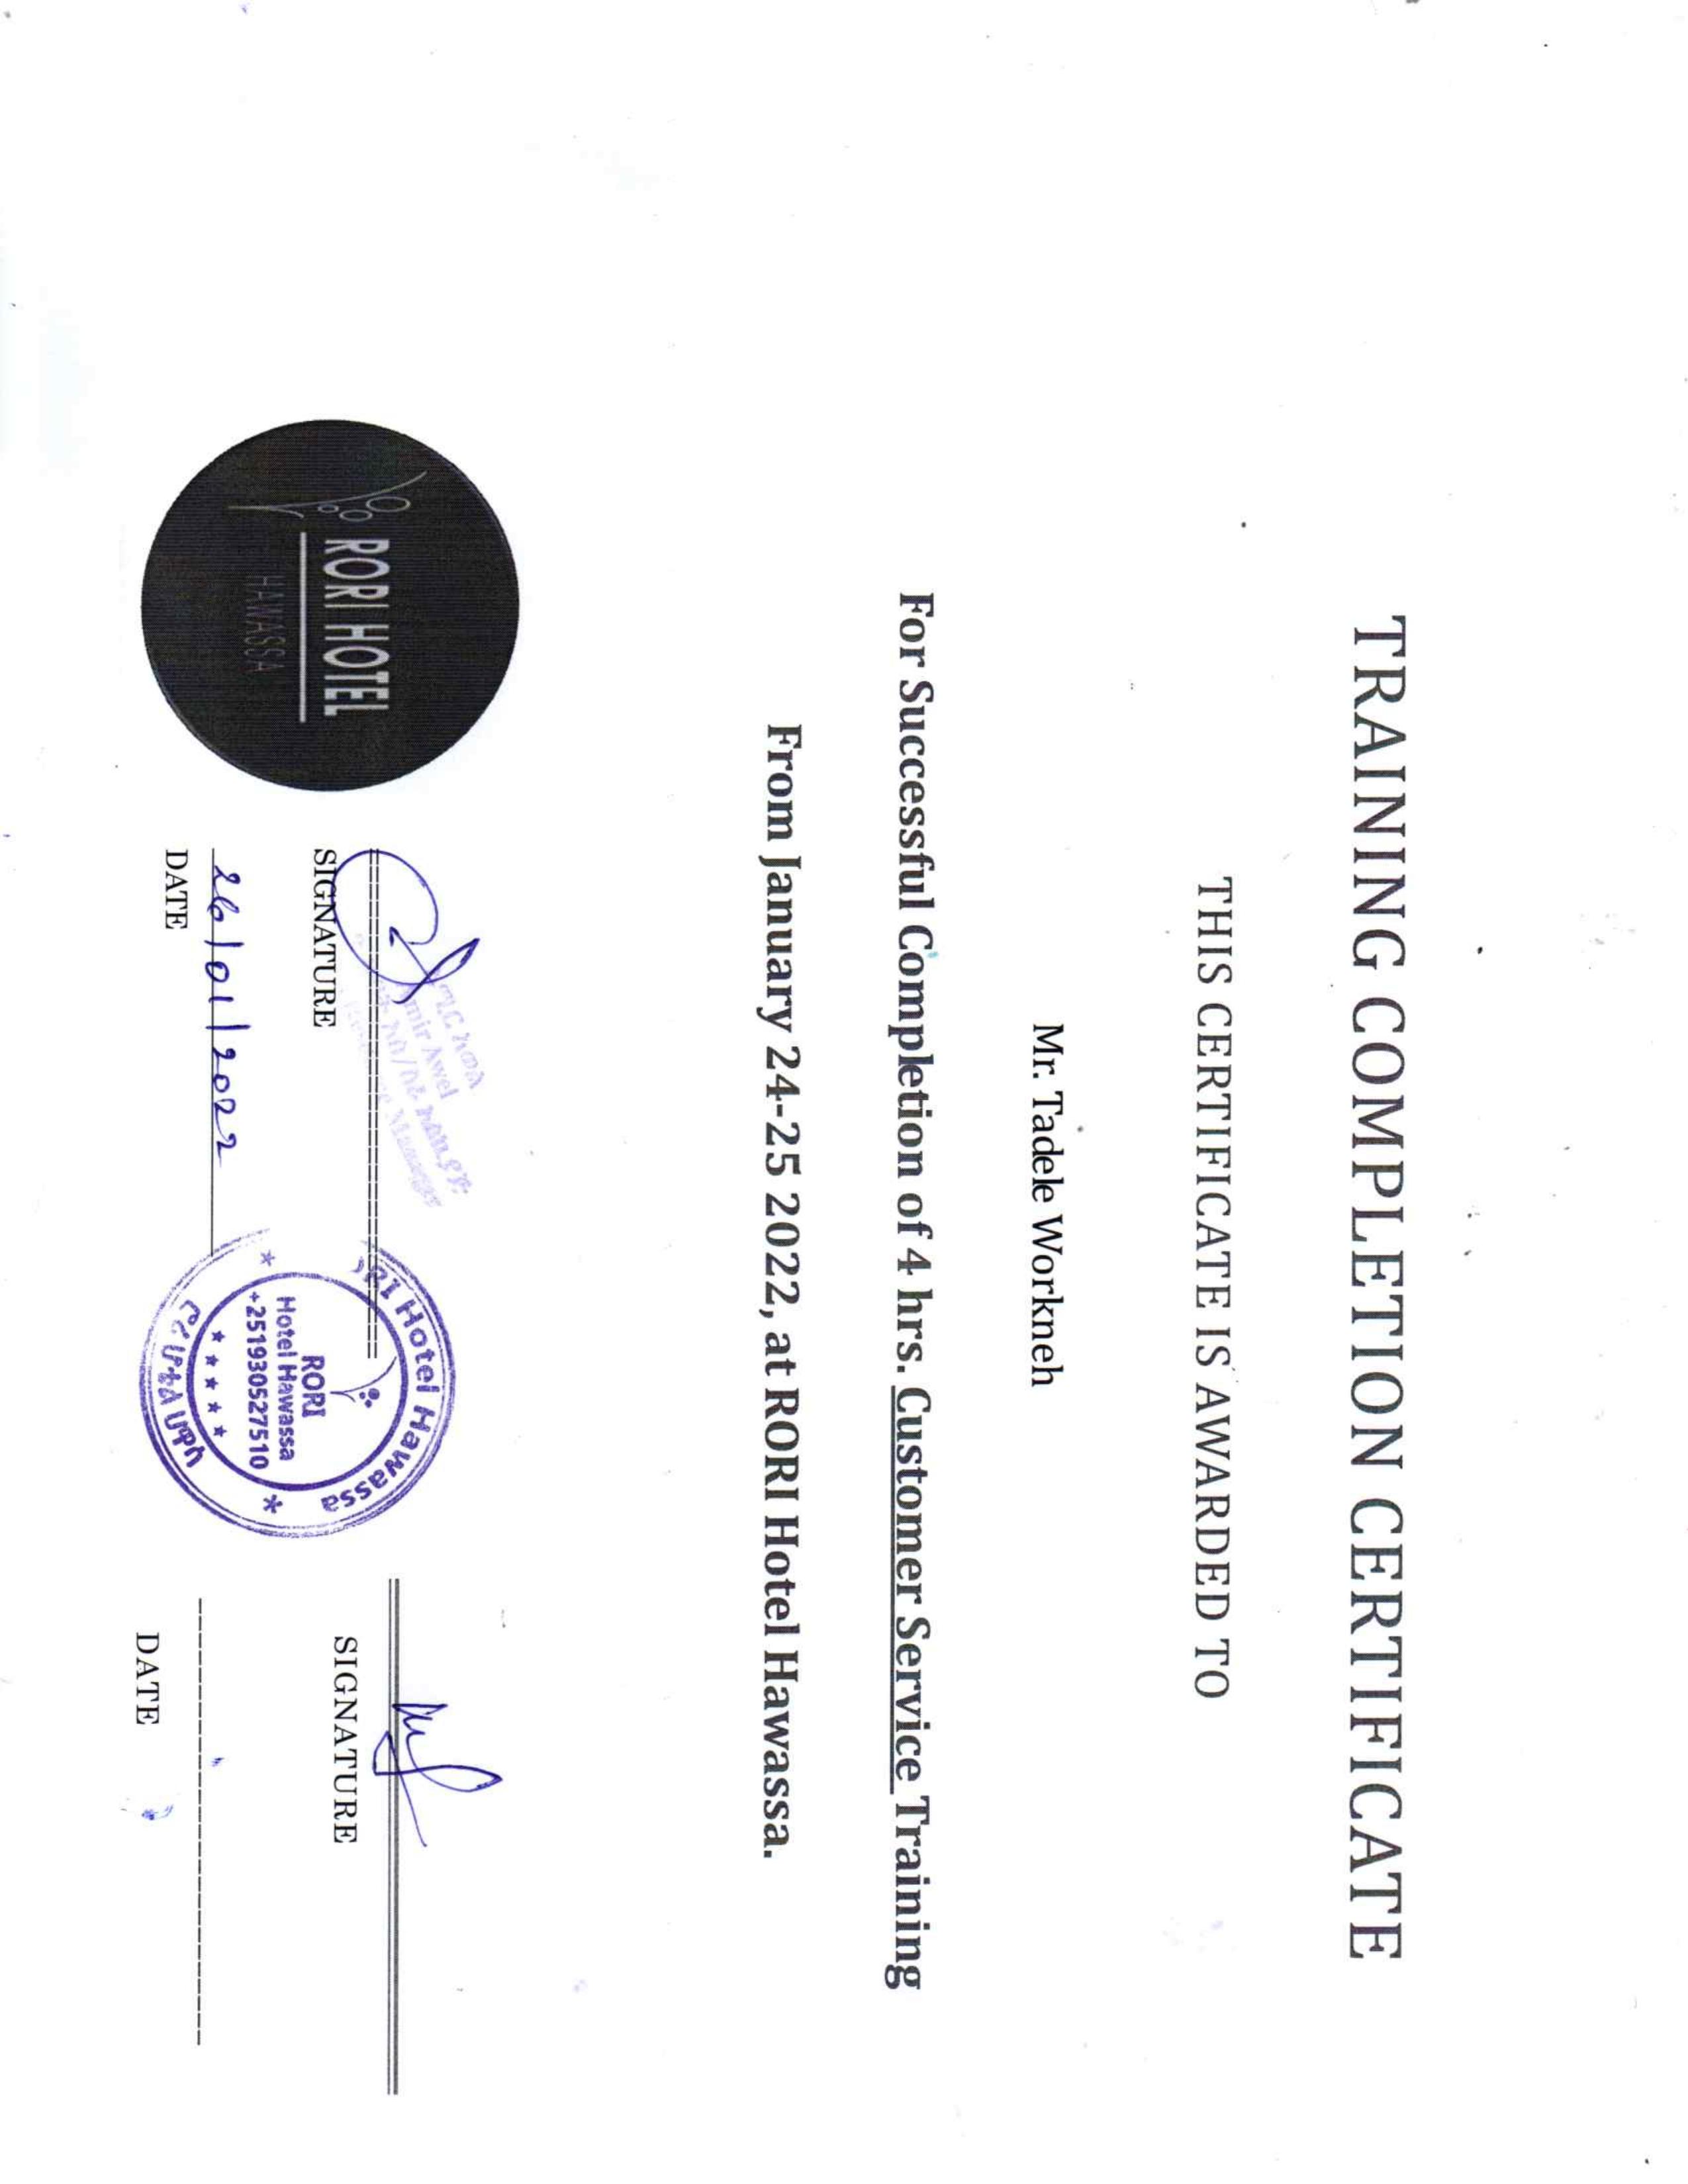 TRAINING COMPLETION CERTIFICATE
THIS CERTIFICATE IS AWARDED TO
Mr. Tadele Workneh
For Successful Completion of 4 hrs. Customer Service Training
From January 24-25 2022, at RORI Hotel Hawassa.
RORI HOTEL
HAWASSA
Amir Awel
Manager
SIGNATURE
26/01/2022
DATE
RORI Hotel Hawassa
RORI
Hotel Hawassa
+251930527510
ሮሪ ሆቴል ሀዋሳ
SIGNATURE
DATE